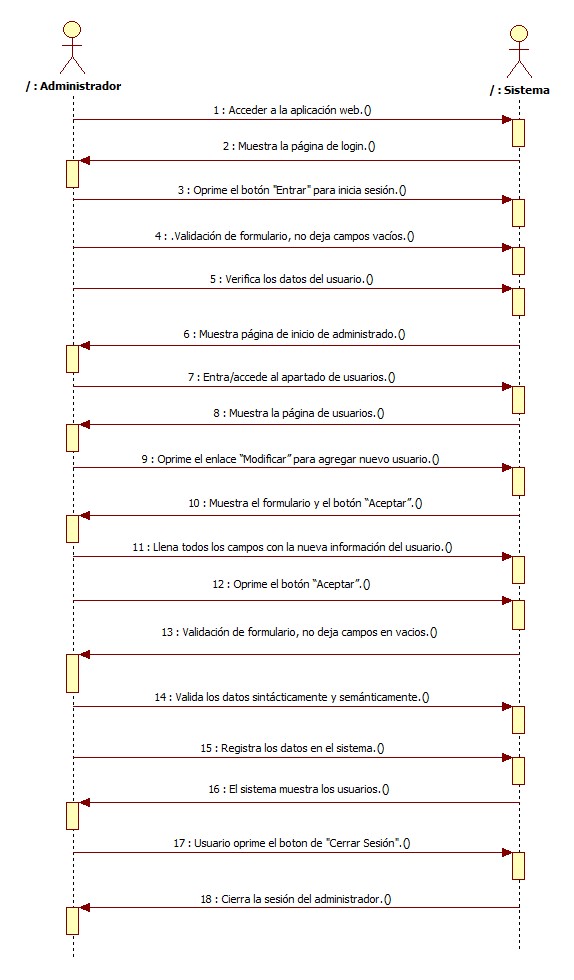 / : Administrador
/ : Sistema
1 : Acceder a la aplicación web.()
2 : Muestra la página de login.()
3 : Oprime el botón "Entrar" para inicia sesión.()
4 : .Validación de formulario, no deja campos vacíos.()
5 : Verifica los datos del usuario.()
6 : Muestra página de inicio de administrado.()
7 : Entra/accede al apartado de usuarios.()
8 : Muestra la página de usuarios.()
9 : Oprime el enlace “Modificar” para agregar nuevo usuario.()
10 : Muestra el formulario y el botón “Aceptar”.()
11 : Llena todos los campos con la nueva información del usuario.()
12 : Oprime el botón “Aceptar”.()
13 : Validación de formulario, no deja campos en vacios.()
14 : Valida los datos sintácticamente y semánticamente.()
15 : Registra los datos en el sistema.()
16 : El sistema muestra los usuarios.()
17 : Usuario oprime el boton de "Cerrar Sesión".()
18 : Cierra la sesión del administrador.()